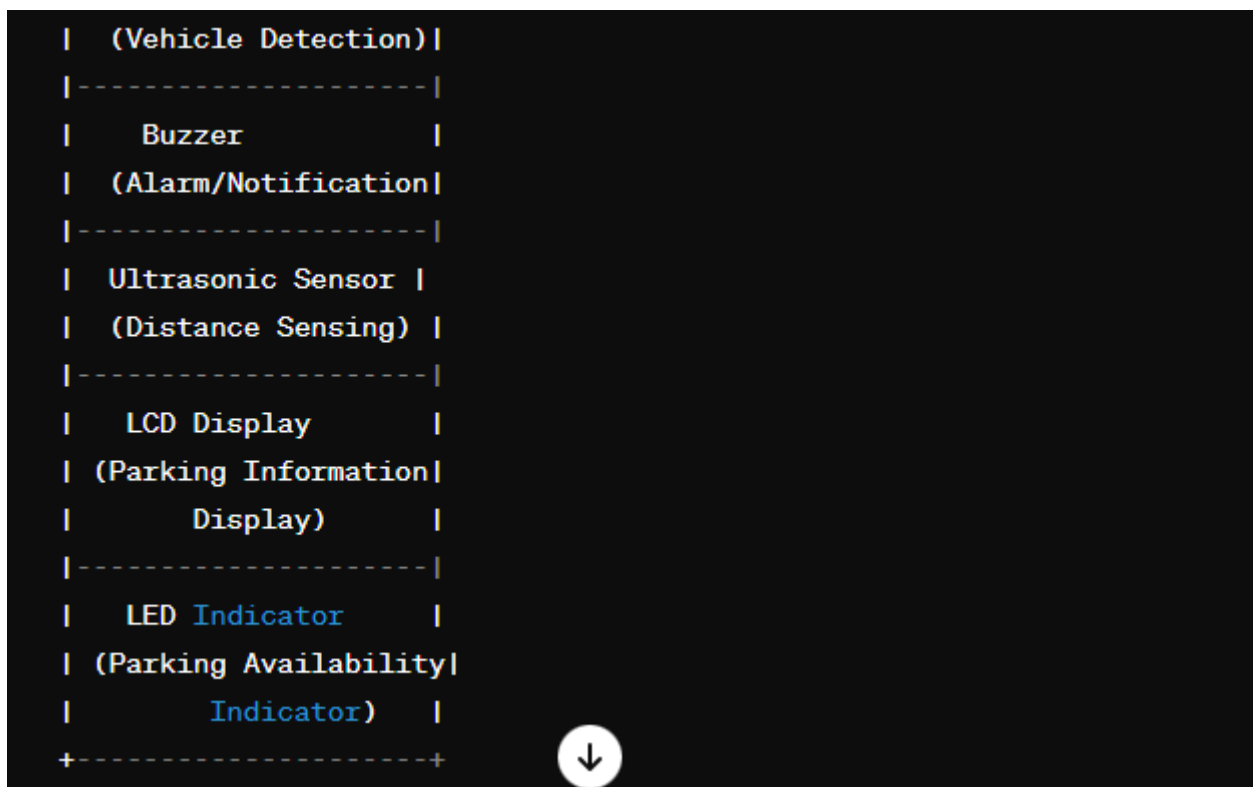 |  (Vehicle Detection)|
|---------------------|
|    Buzzer           |
|  (Alarm/Notification|
|---------------------|
|  Ultrasonic Sensor |
|  (Distance Sensing) |
|---------------------|
|   LCD Display       |
| (Parking Information|
|       Display)      |
|---------------------|
|   LED Indicator     |
| (Parking Availability|
|        Indicator)   |
+---------------------+